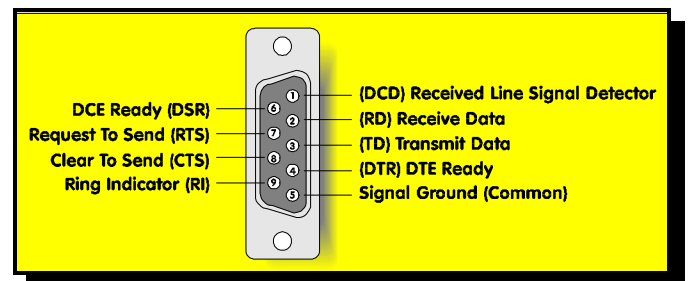 DCE Ready (DSR)
Request To Send (RTS)
Clear To Send (CTS)
Ring Indicator (RI)
6
7
8
9
1
2
3
4
5
(DCD) Received Line Signal Detector
(RD) Receive Data
(TD) Transmit Data
(DTR) DTE Ready
Signal Ground (Common)